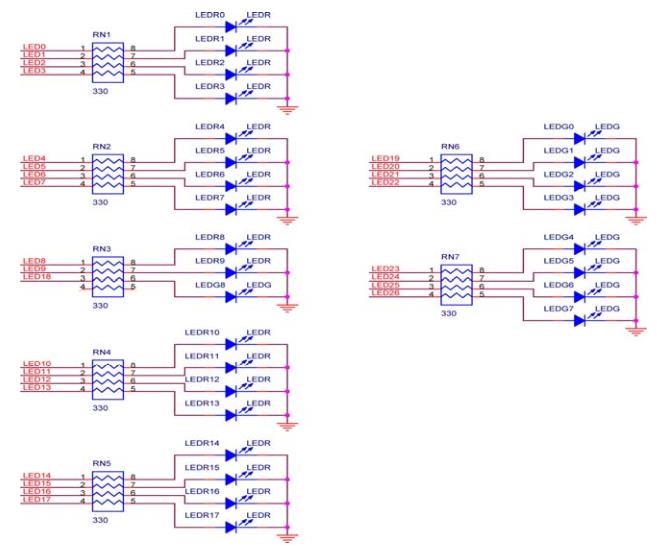 LEDR0 LEDR
RN1
LEDR1 LEDR
LED0 1 8
LED1 2 7
LED2 3 6
LED3 4 5
LEDR2 LEDR
330
LEDR3 LEDR
LEDR4 LEDR
RN2
LEDR5 LEDR
LED4 1 8
LED5 2 7
LED6 3 6
LED7 4 5
LEDR6 LEDR
330
LEDR7 LEDR
LEDR8 LEDR
RN3
LEDR9 LEDR
LED8 1 8
LED9 2 7
LED18 3 6
4 5
LEDG8 LEDG
330
LEDR10 LEDR
RN4
LEDR11 LEDR
LED10 1 8
LED11 2 7
LED12 3 6
LED13 4 5
LEDR12 LEDR
330
LEDR13 LEDR
LEDR14 LEDR
RN5
LEDR15 LEDR
LED14 1 8
LED15 2 7
LED16 3 6
LED17 4 5
LEDR16 LEDR
330
LEDR17 LEDR
LEDG0 LEDG
RN6
LEDG1 LEDG
LED19 1 8
LED20 2 7
LED21 3 6
LED22 4 5
LEDG2 LEDG
330
LEDG3 LEDG
LEDG4 LEDG
RN7
LEDG5 LEDG
LED23 1 8
LED24 2 7
LED25 3 6
LED26 4 5
LEDG6 LEDG
330
LEDG7 LEDG